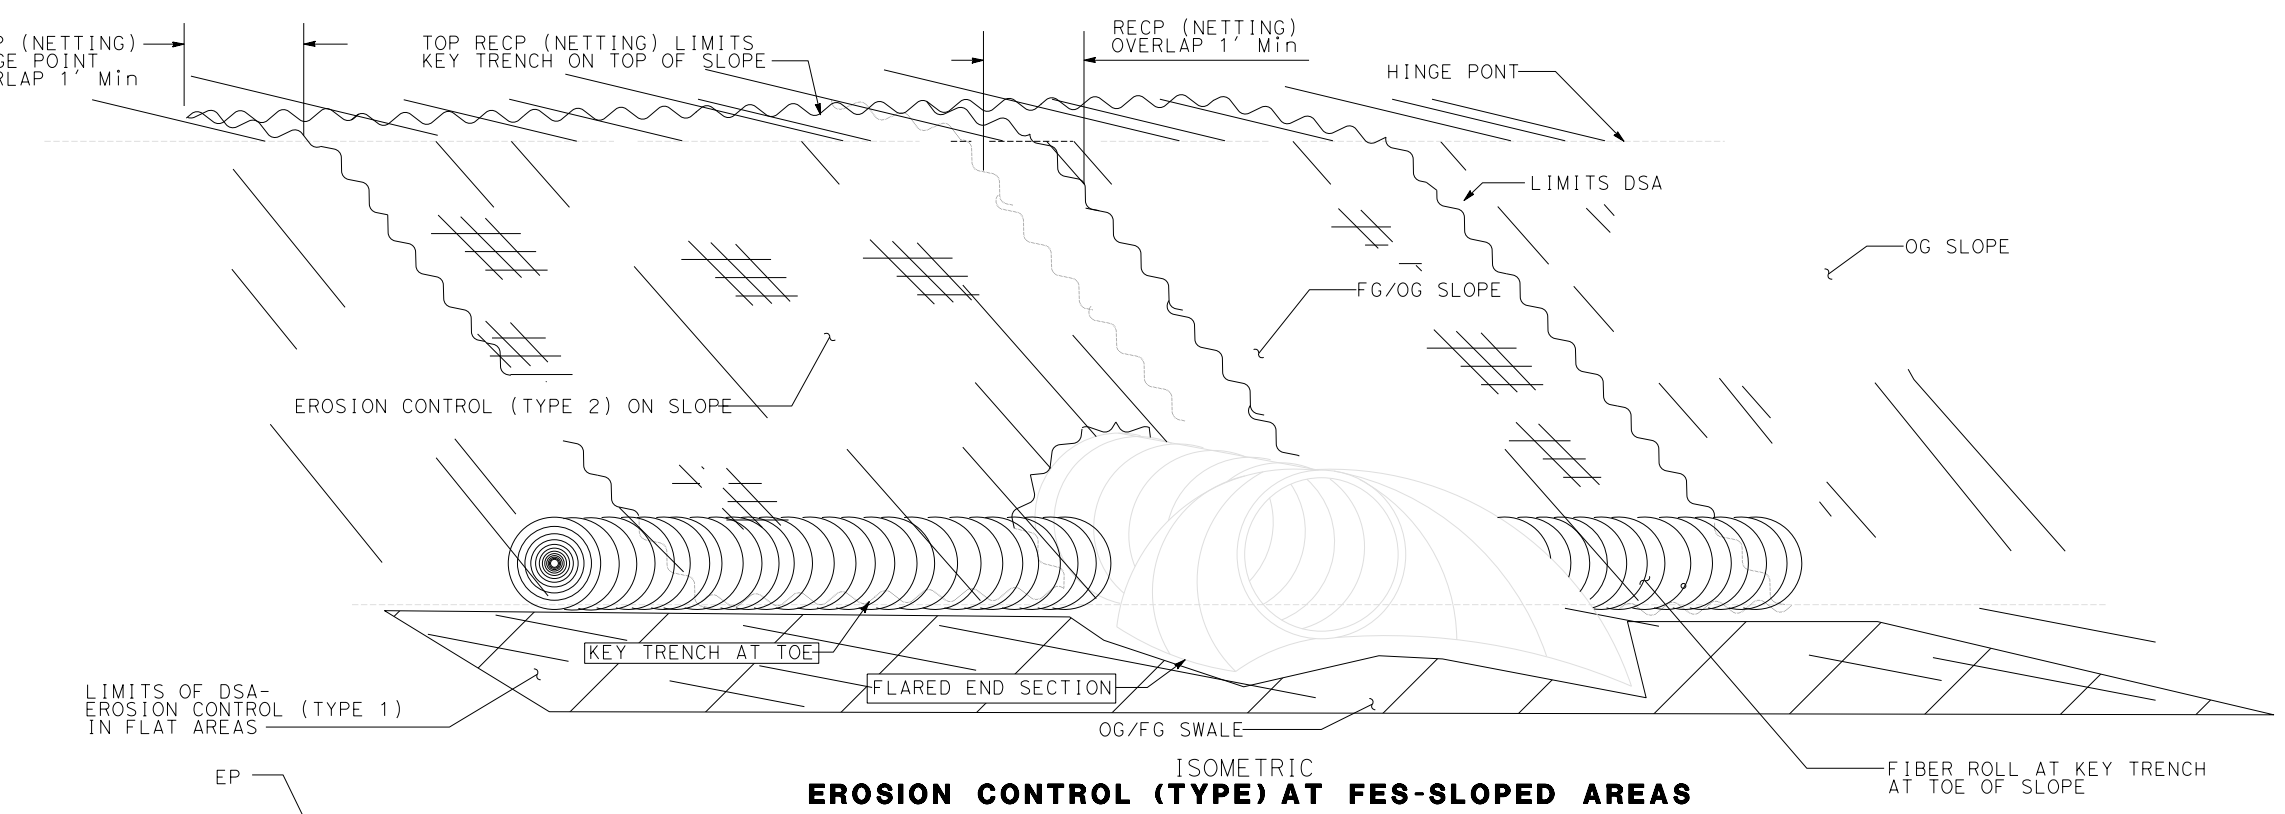 P (NETTING)
GE POINT
RLAP 1' Min
TOP RECP (NETTING) LIMITS
KEY TRENCH ON TOP OF SLOPE
RECP (NETTING)
OVERLAP 1' Min
HINGE PONT
LIMITS DSA
OG SLOPE
FG/OG SLOPE
EROSION CONTROL (TYPE 2) ON SLOPE
KEY TRENCH AT TOE
FLARED END SECTION
LIMITS OF DSA-
EROSION CONTROL (TYPE 1)
IN FLAT AREAS
OG/FG SWALE
EP
FIBER ROLL AT KEY TRENCH
AT TOE OF SLOPE
ISOMETRIC
EROSION CONTROL (TYPE) AT FES-SLOPED AREAS